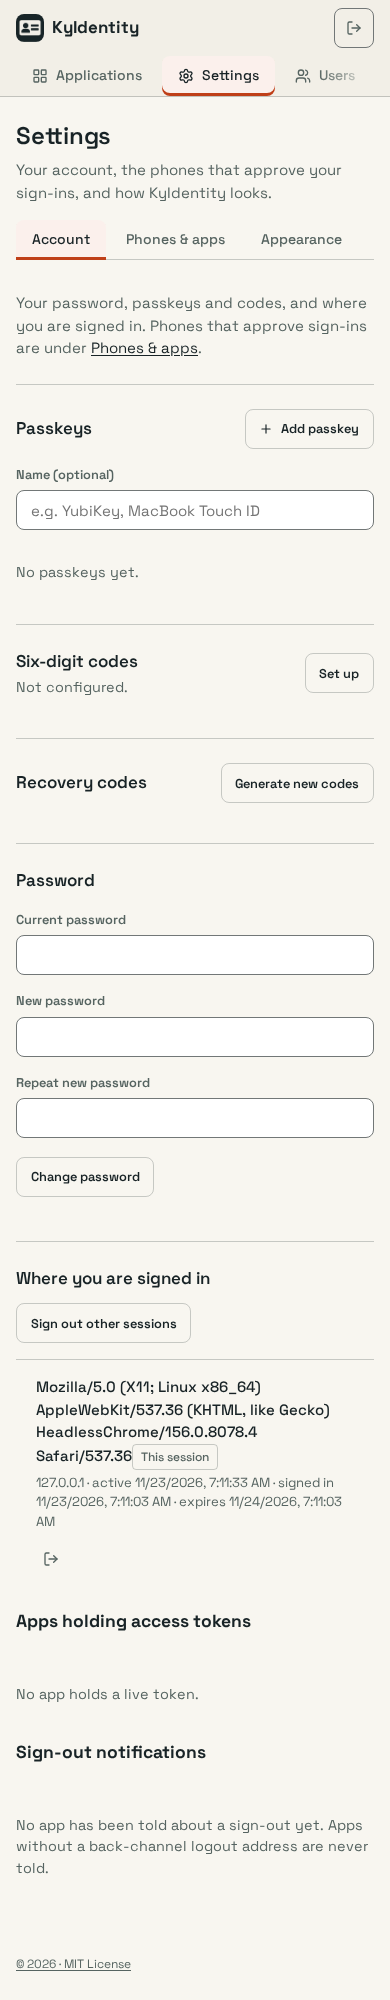 Kyldentity
Applications
Settings
Users
Settings
Your account, the phones that approve your
sign-ins, and how Kyldentity looks.
Account
Phones & apps
Appearance
Your password, passkeys and codes, and where
you are signed in. Phones that approve sign-ins
are under Phones & apps.
Passkeys
Add passkey
Name (optional)
e.g. YubiKey, MacBook Touch ID
No passkeys yet.
Six-digit codes
Not configured.
Set up
Recovery codes
Generate new codes
Password
Current password
New password
Repeat new password
Change password
Where you are signed in
Sign out other sessions
Mozilla/5.0 (X11; Linux x86_64)
AppleWebKit/537.36 (KHTML, like Gecko)
HeadlessChrome/156.0.8078.4
Safari/537.36 This session
127.0.0.1 · active 11/23/2026, 7:11:33 AM · signed in
11/23/2026, 7:11:03 AM · expires 11/24/2026, 7:11:03
AM
Apps holding access tokens
No app holds a live token.
Sign-out notifications
No app has been told about a sign-out yet. Apps
without a back-channel logout address are never
told.
© 2026 · MIT License